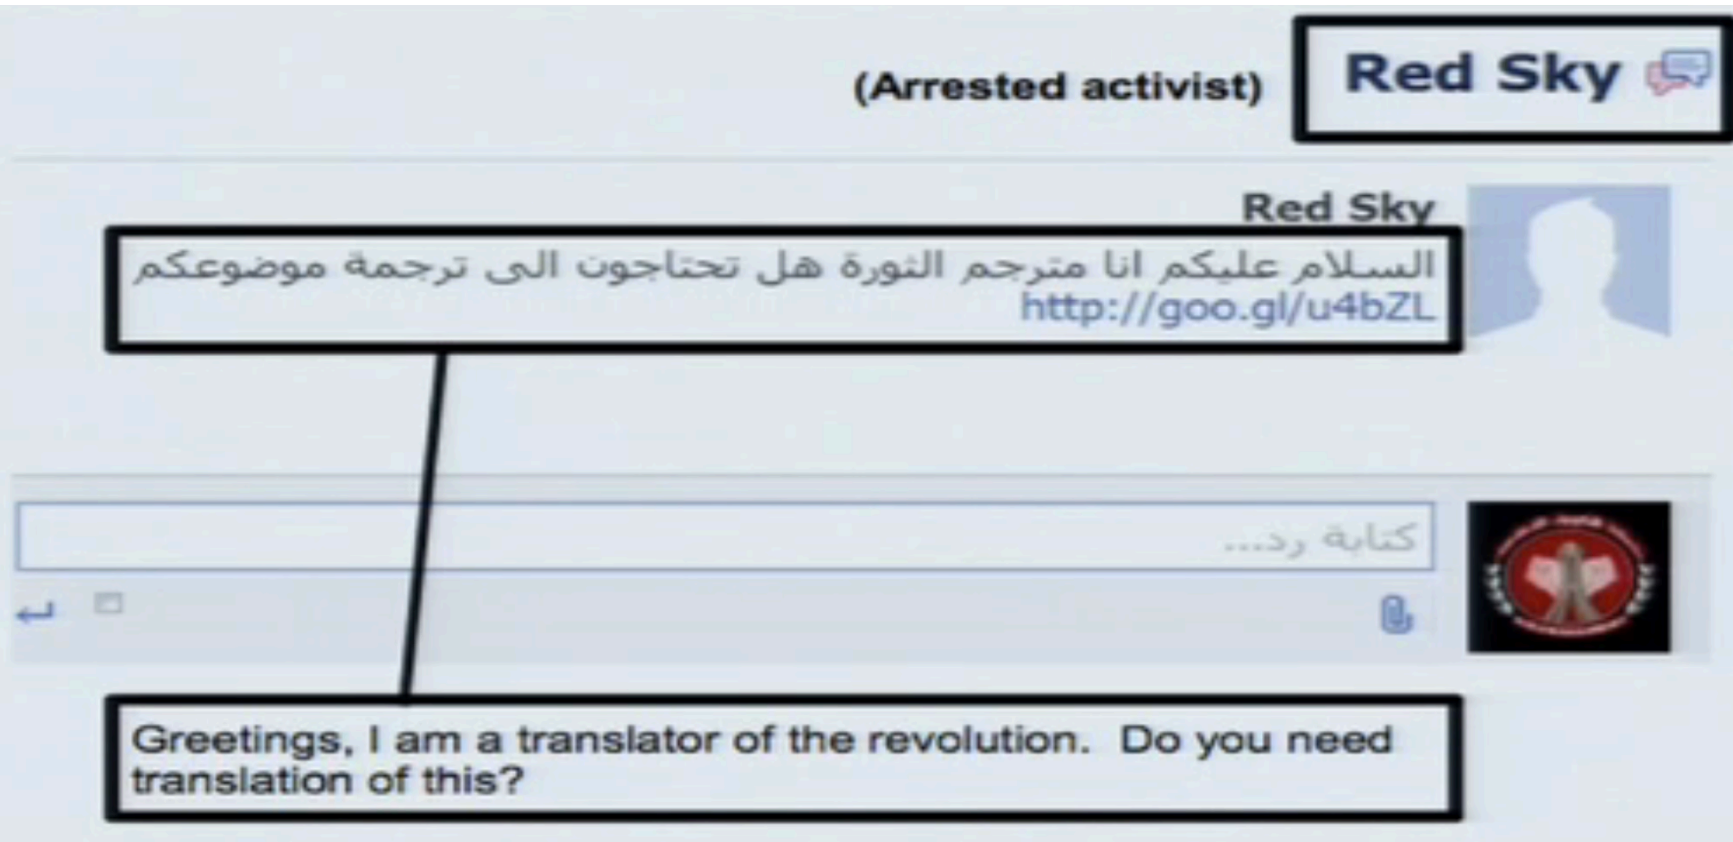 (Arrested activist)
Red Sky
Red Sky
السلام عليكم انا مترجم الثورة هل تحتاجون الى ترجمة موضوعكم
http://goo.gl/u4bZL
كتابة رد...
Greetings, I am a translator of the revolution. Do you need
translation of this?